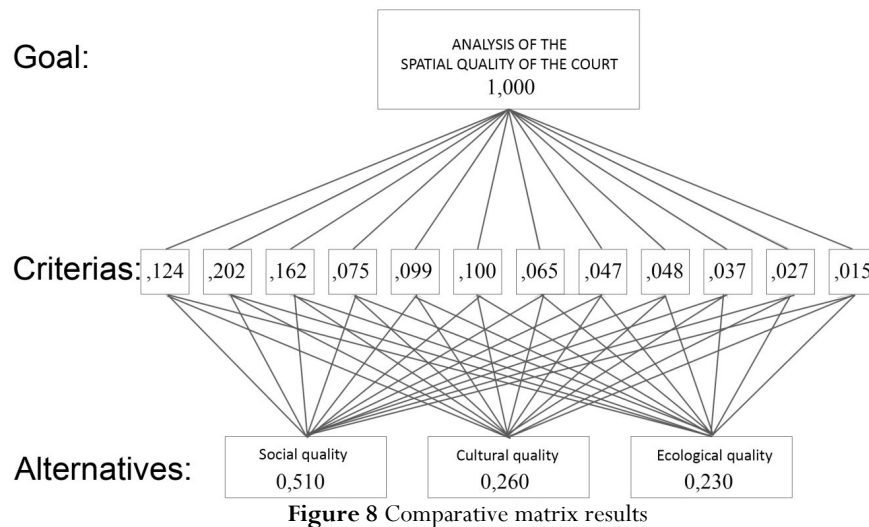 Goal:
ANALYSIS OF THE
SPATIAL QUALITY OF THE COURT
1,000
Criterias:
,124 ,202 ,162 ,075 ,099 ,100 ,065 ,047 ,048 ,037 ,027 ,015
Alternatives:
Social quality
0,510
Cultural quality
0,260
Ecological quality
0,230
Figure 8 Comparative matrix results